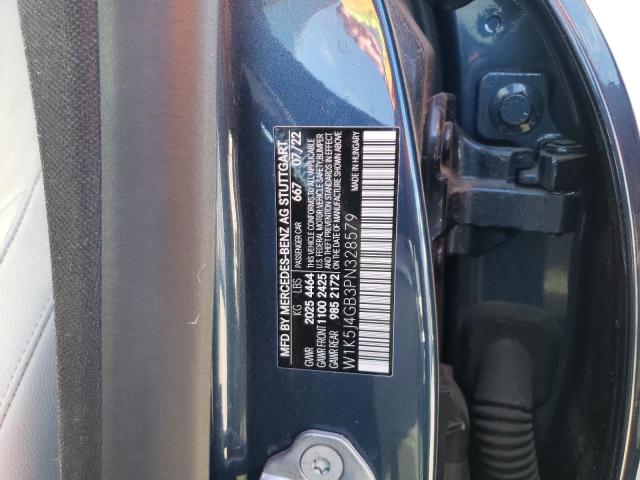 MFD BY MERCEDES-BENZ AG STUTTGART
KG LBS PASSENGER CAR 667 07/22
GVWR 2025 4464 THIS VEHICLE CONFORMS TO ALL APPLICABLE
GAWR FRONT 1100 2425 U.S. FEDERAL MOTOR VEHICLE SAFETY/BUMPER
GAWR REAR 985 2172 AND THEFT PREVENTION STANDARDS IN EFFECT
ON THE DATE OF MANUFACTURE SHOWN ABOVE
W1K5J4GB3PN328579 MADE IN HUNGARY